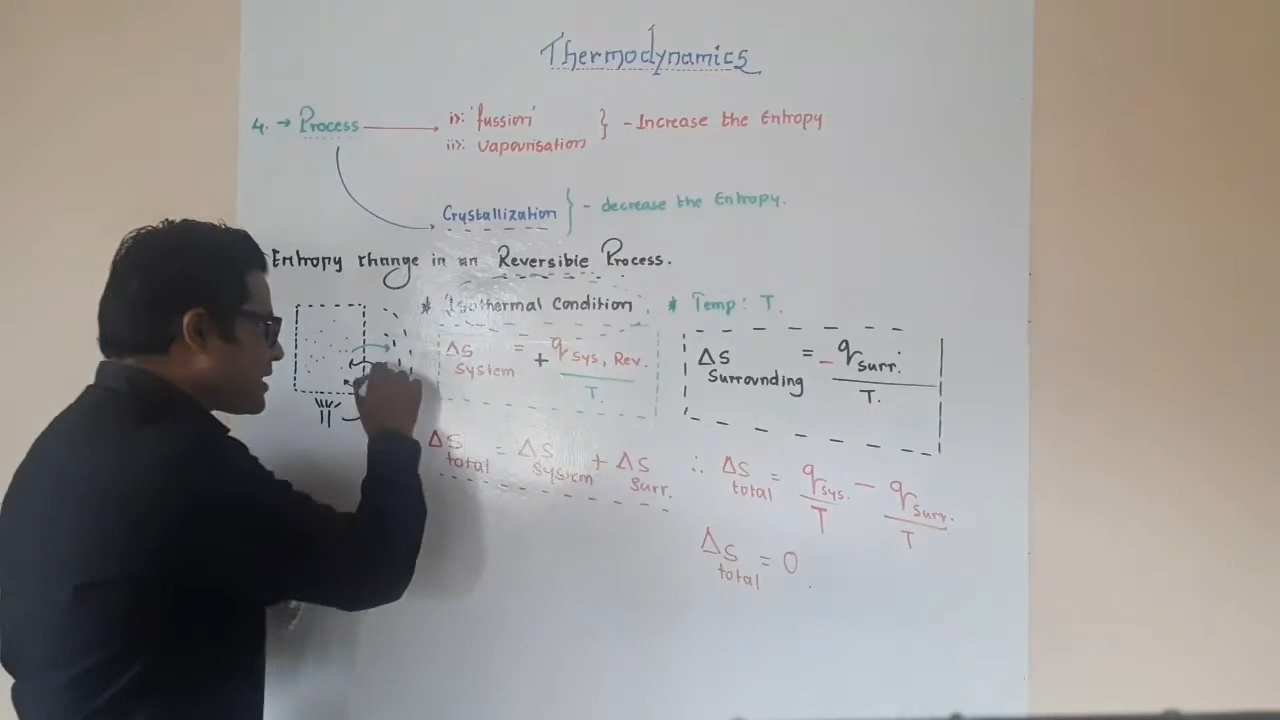 Thermodynamics
4. → Process → i>: 'fussion' } - Increase the Entropy
ii>: vapourisation
Crystallization } - decrease the Entropy.
Entropy change in an Reversible Process.
* Isothermal Condition. * Temp: T.
ΔS system = + q sys, Rev. / T.
ΔS Surrounding = - q surr. / T.
ΔS total = ΔS system + ΔS surr.
∴ ΔS total = q sys. / T - q surr. / T
ΔS total = 0